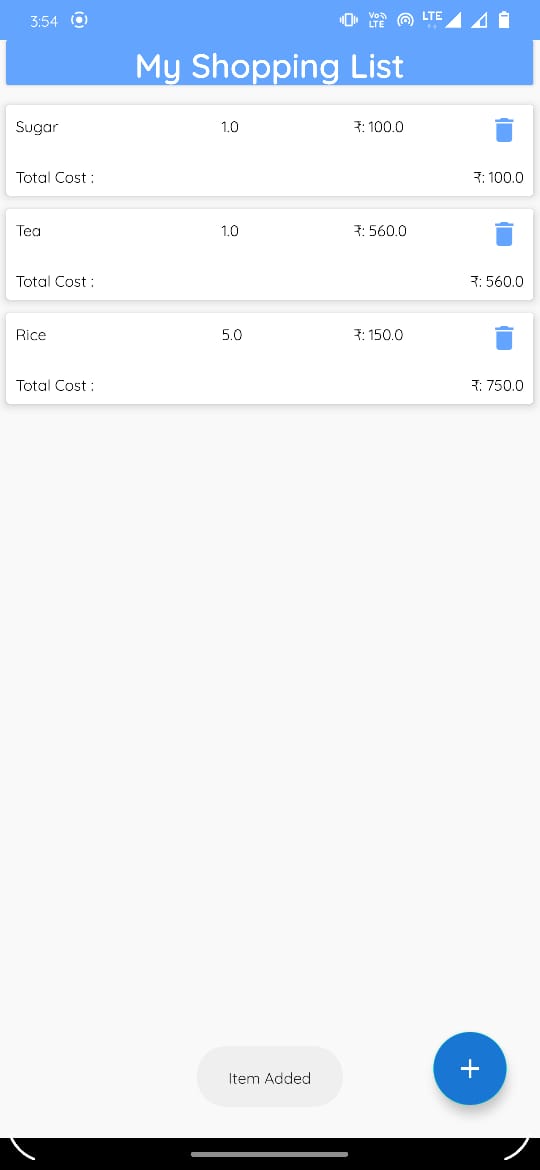 3:54 Vo LTE LTE
My Shopping List
Sugar 1.0 ₹: 100.0
Total Cost : ₹: 100.0
Tea 1.0 ₹: 560.0
Total Cost : ₹: 560.0
Rice 5.0 ₹: 150.0
Total Cost : ₹: 750.0
Item Added